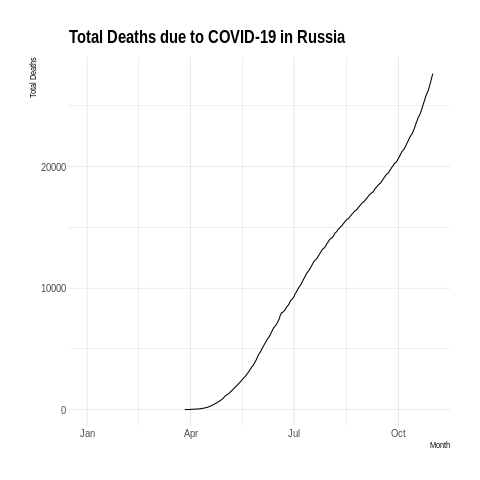 Total Deaths due to COVID-19 in Russia
Total Deaths
20000
10000
0
Jan Apr Jul Oct
Month